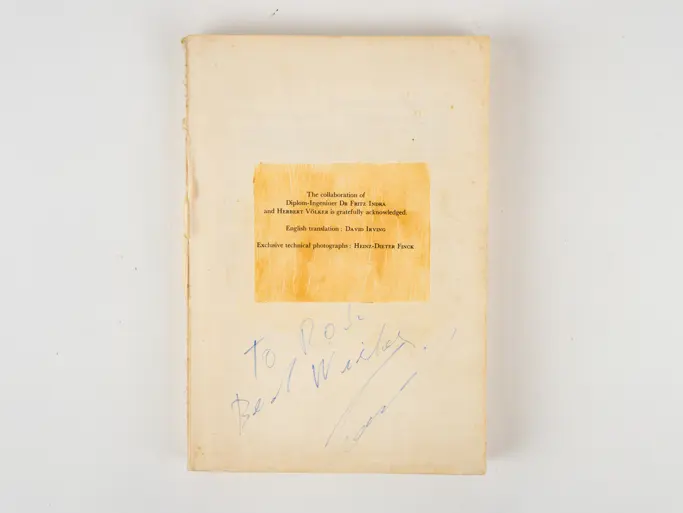 The collaboration of
Diplom-Ingenieur Dr Fritz Indra
and Herbert Völker is gratefully acknowledged.
English translation : David Irving
Exclusive technical photographs : Heinz-Dieter Finck
To
Best Wishes